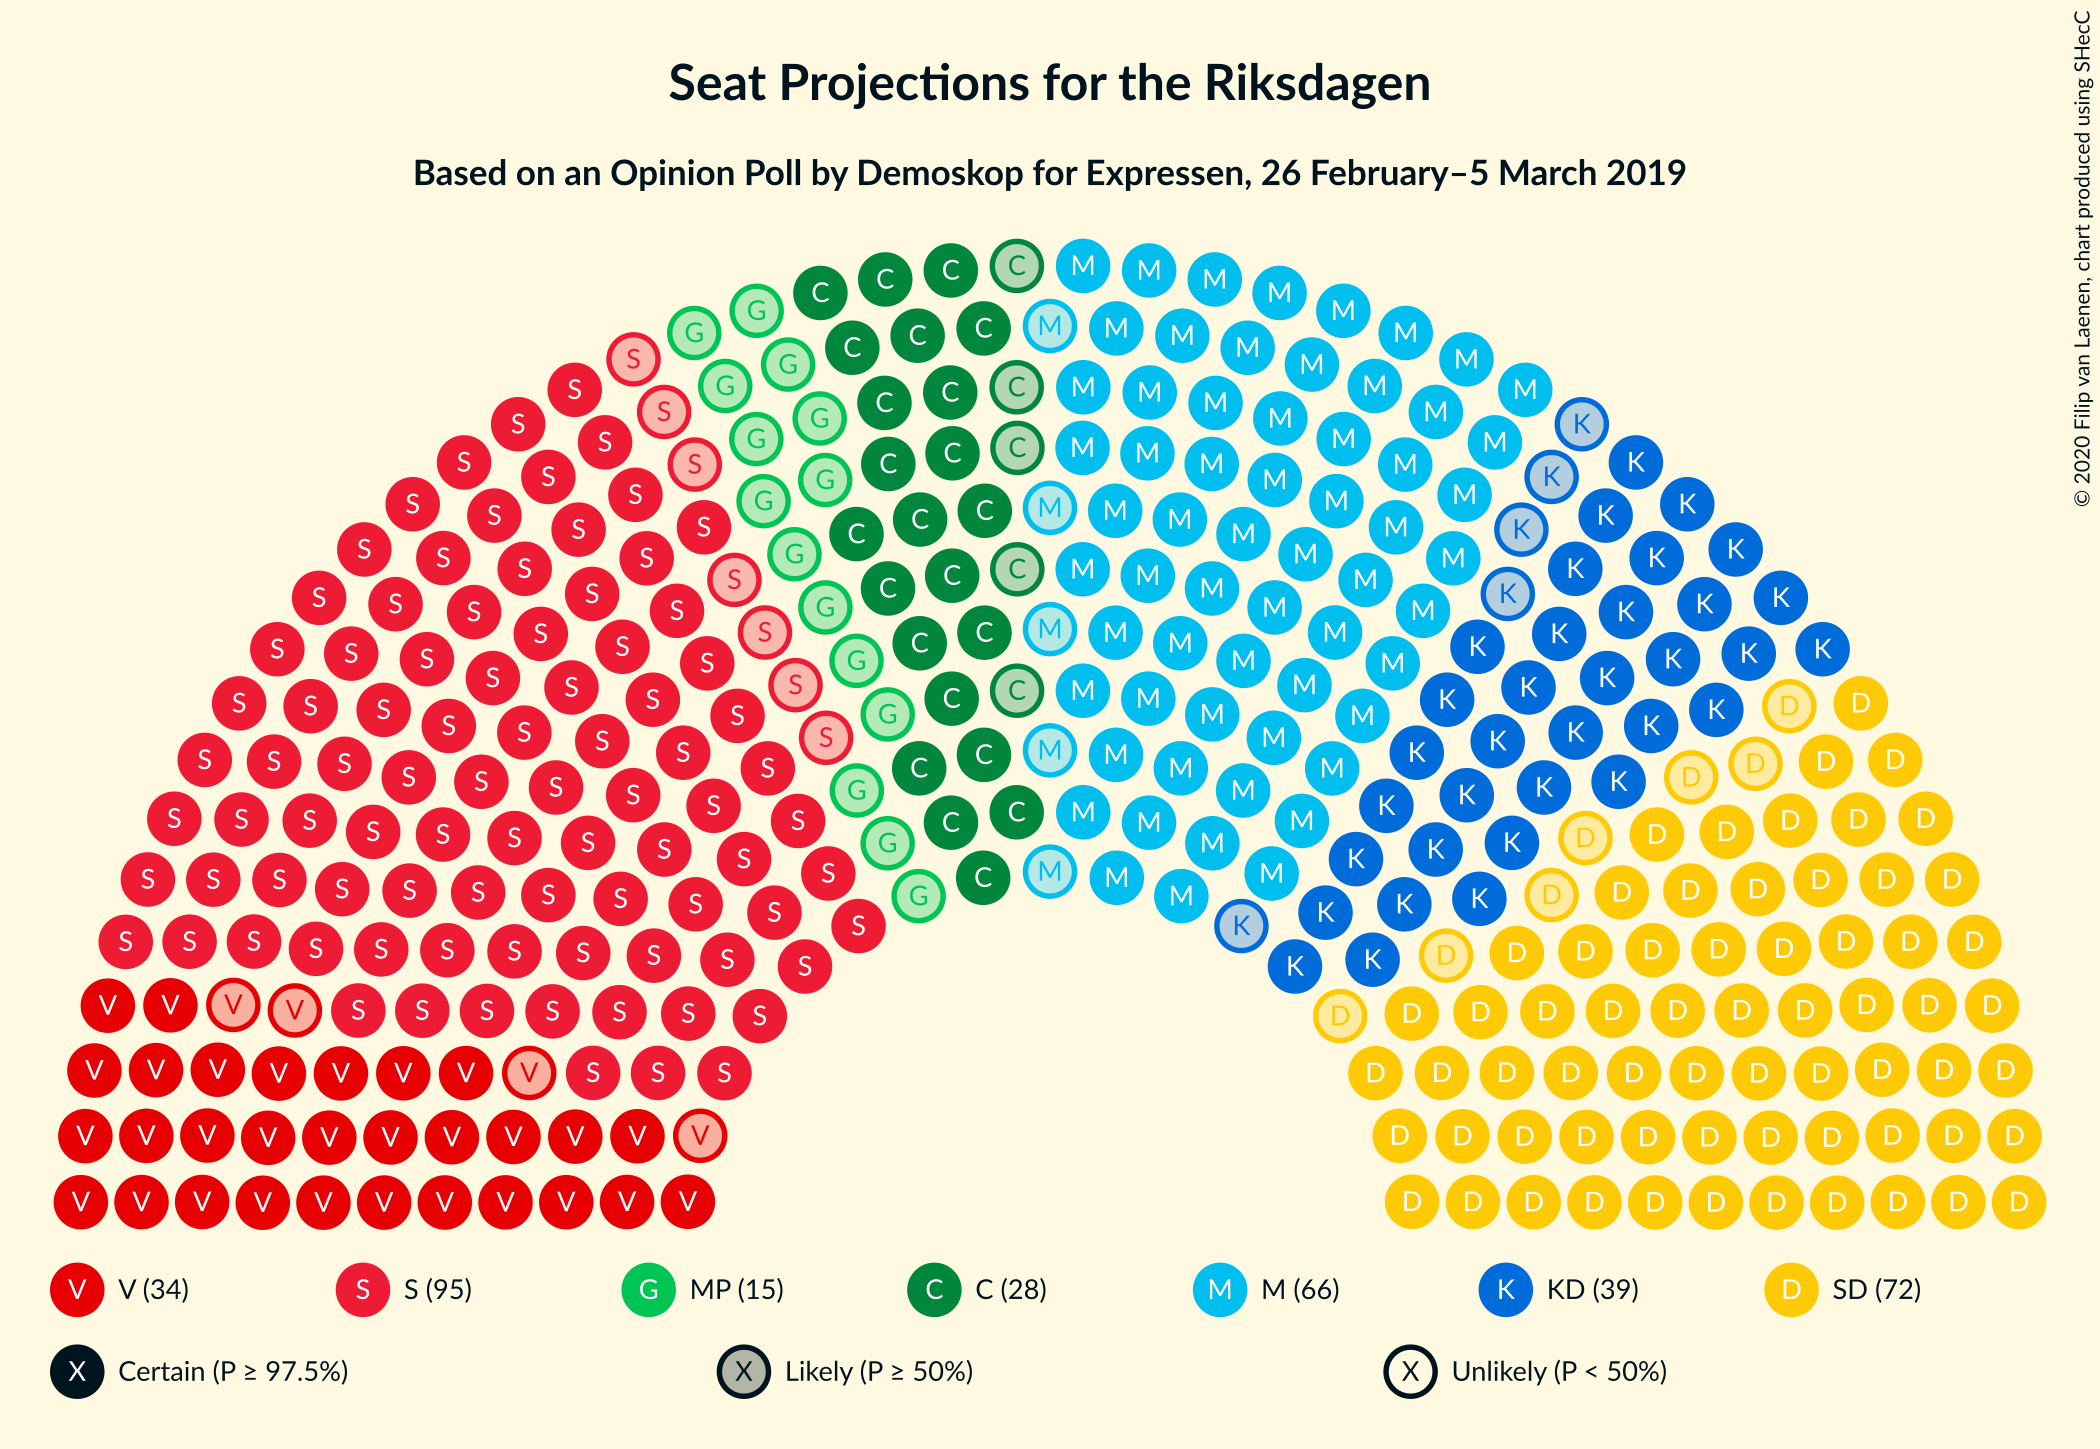 Seat Projections for the Riksdagen
Based on an Opinion Poll by Demoskop for Expressen, 26 February–5 March 2019
© 2020 Filip van Laenen, chart produced using SHecC
V V (34) S S (95) G MP (15) C C (28) M M (66) K KD (39) D SD (72)
X Certain (P ≥ 97.5%) X Likely (P ≥ 50%) X Unlikely (P < 50%)